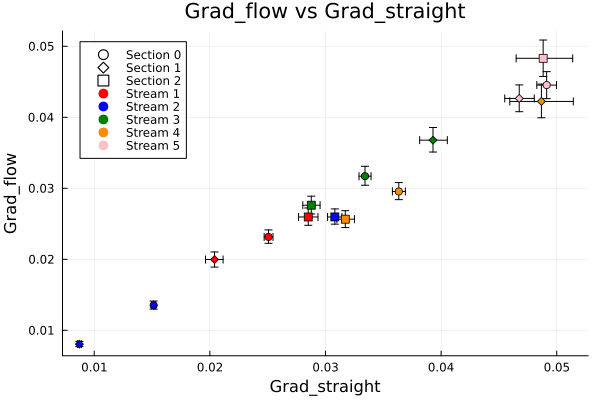 Grad_flow vs Grad_straight
0.05
0.04
0.03
0.02
0.01
Grad_flow
Section 0
Section 1
Section 2
Stream 1
Stream 2
Stream 3
Stream 4
Stream 5
0.01 0.02 0.03 0.04 0.05
Grad_straight